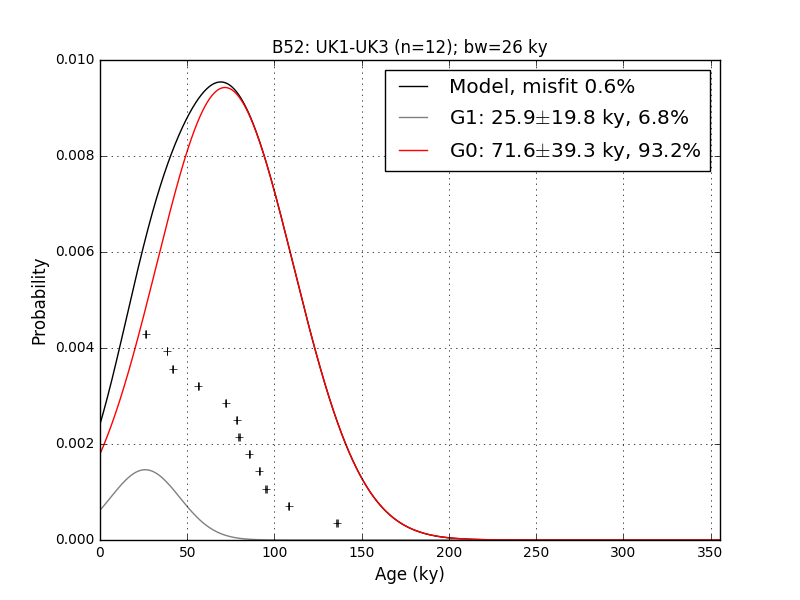 B52: UK1-UK3 (n=12); bw=26 ky
Model, misfit 0.6%
G1: 25.9±19.8 ky, 6.8%
G0: 71.6±39.3 ky, 93.2%
Probability
0.010
0.008
0.006
0.004
0.002
0.000
0 50 100 150 200 250 300 350
Age (ky)